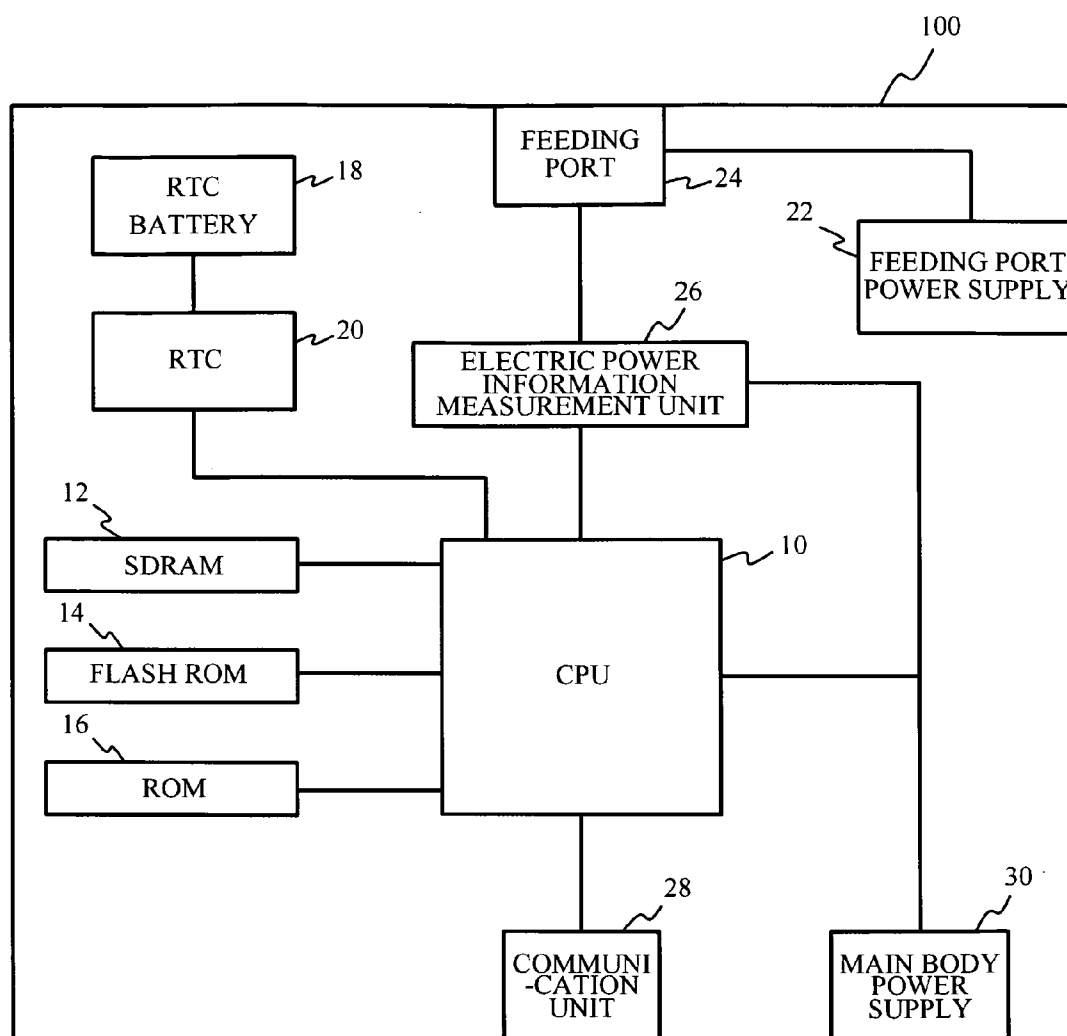 100
FEEDING
PORT
24
18
RTC
BATTERY
22
FEEDING PORT
POWER SUPPLY
20
RTC
26
ELECTRIC POWER
INFORMATION
MEASUREMENT UNIT
12
SDRAM
10
CPU
14
FLASH ROM
16
ROM
28
COMMUNI
-CATION
UNIT
30
MAIN BODY
POWER
SUPPLY